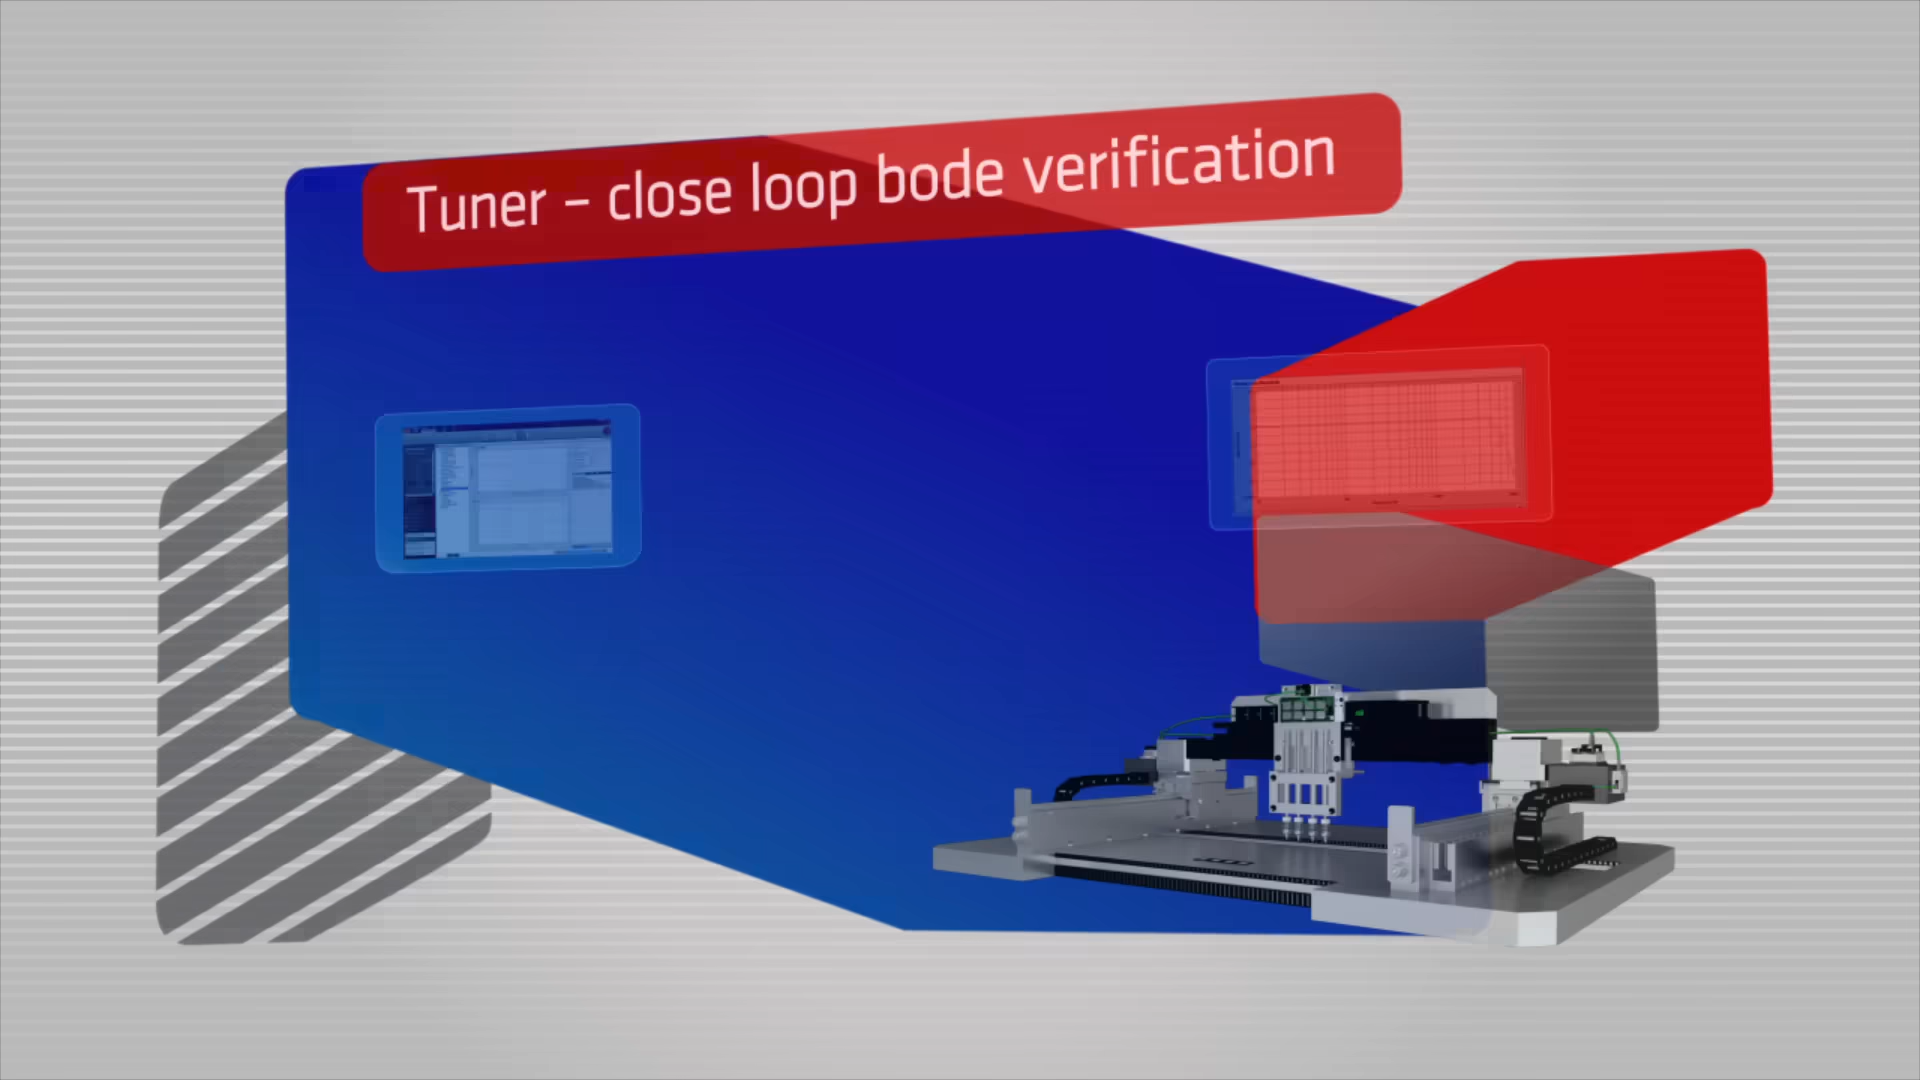 Tuner – close loop bode verification